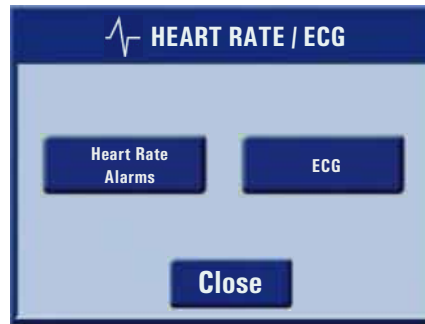 HEART RATE / ECG
Heart Rate
Alarms
ECG
Close